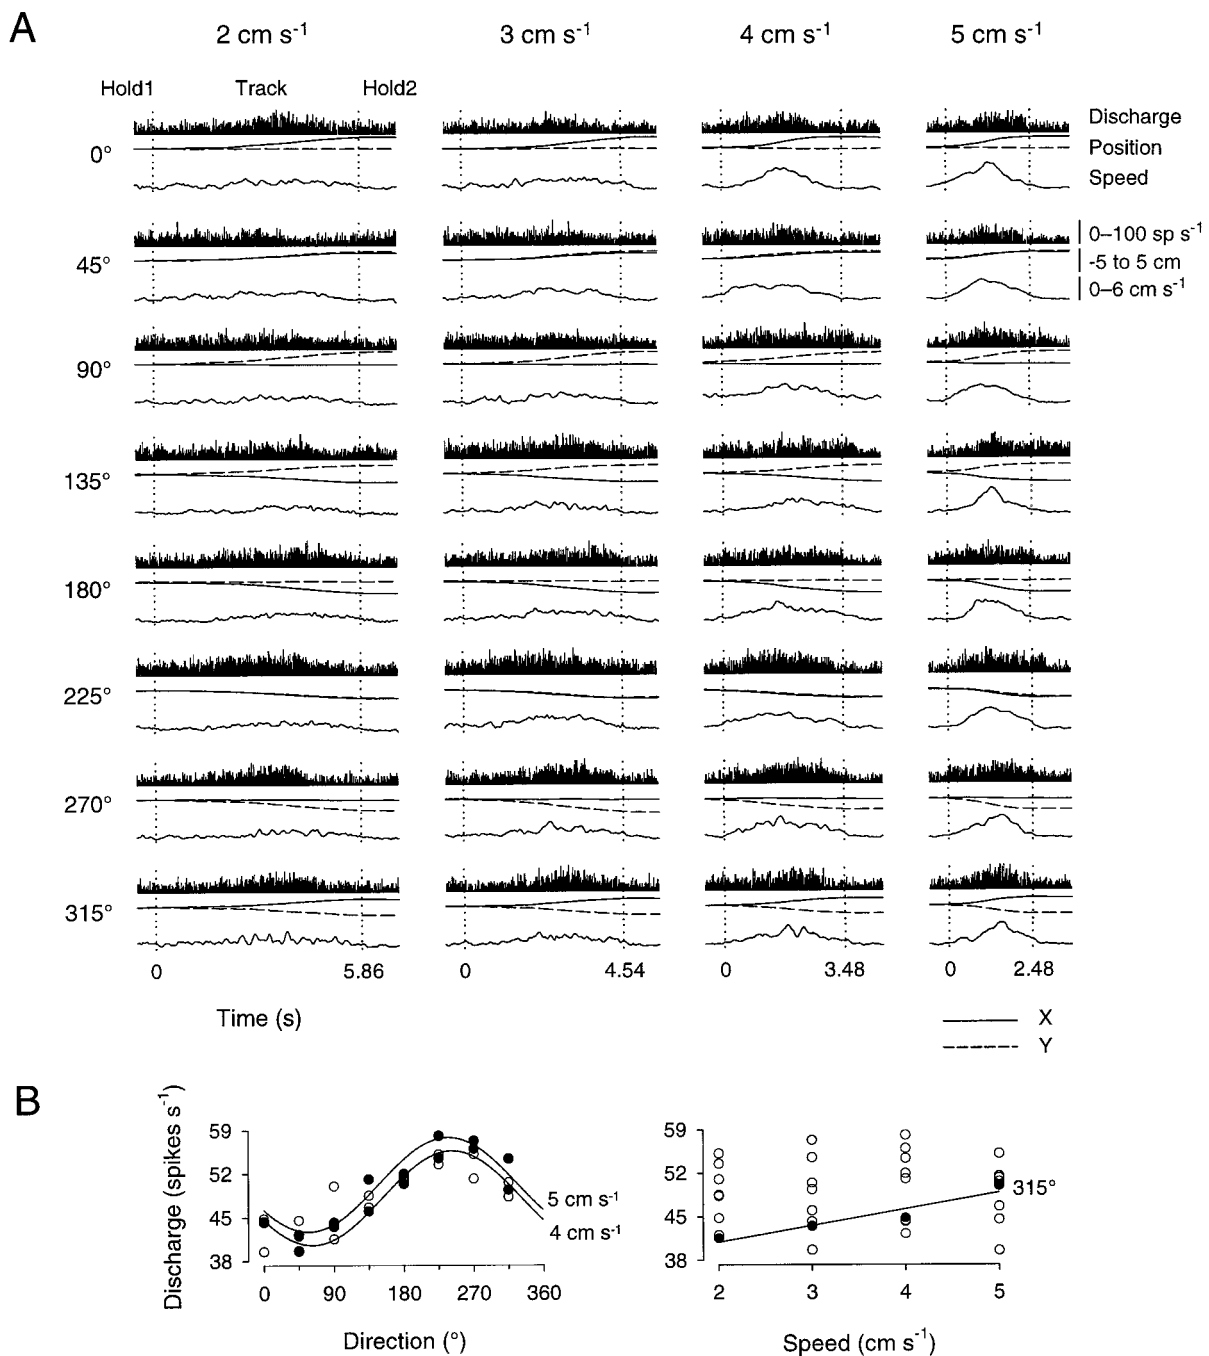 A
2 cm s⁻¹ 3 cm s⁻¹ 4 cm s⁻¹ 5 cm s⁻¹
Hold1 Track Hold2
Discharge
0° Position
Speed
0–100 sp s⁻¹
45° -5 to 5 cm
0–6 cm s⁻¹
90°
135°
180°
225°
270°
315°
0 5.86 0 4.54 0 3.48 0 2.48
Time (s)
X
Y
B
Discharge (spikes s⁻¹)
59
52
45
38
5 cm s⁻¹
4 cm s⁻¹
0 90 180 270 360
Direction (°)
59
52
45
38
315°
2 3 4 5
Speed (cm s⁻¹)